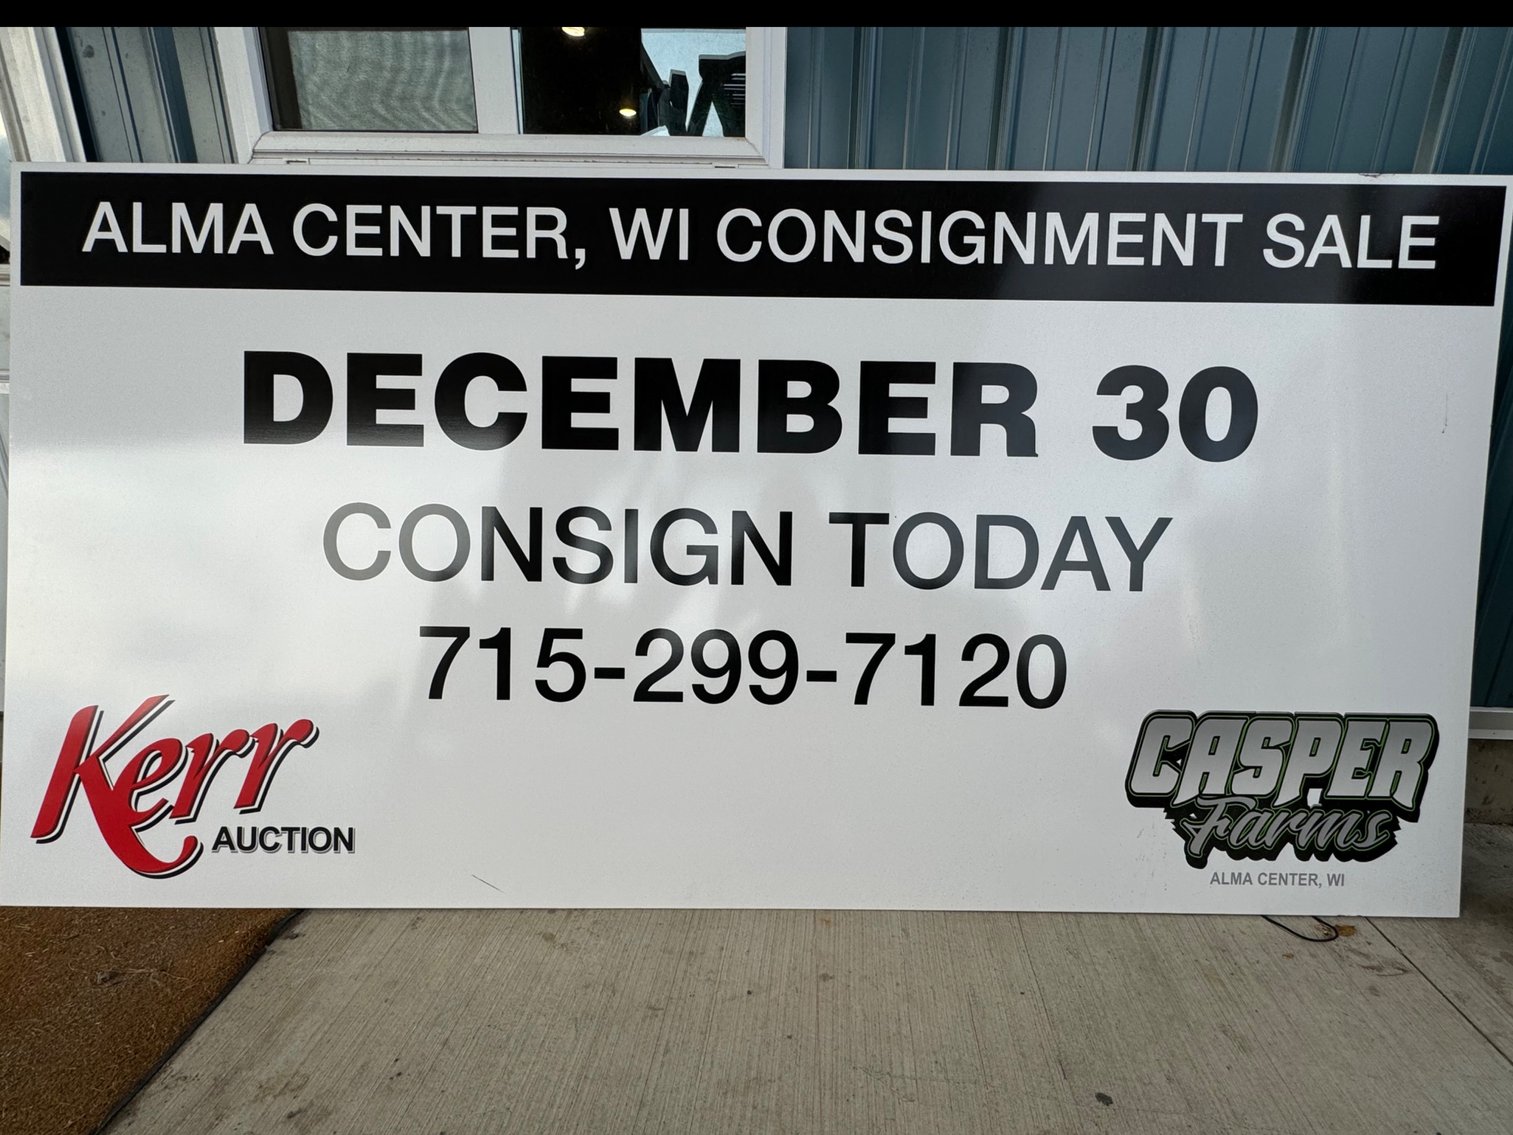 ALMA CENTER, WI CONSIGNMENT SALE
DECEMBER 30
CONSIGN TODAY
715-299-7120
Kerr
AUCTION
CASPER
Farms
ALMA CENTER, WI